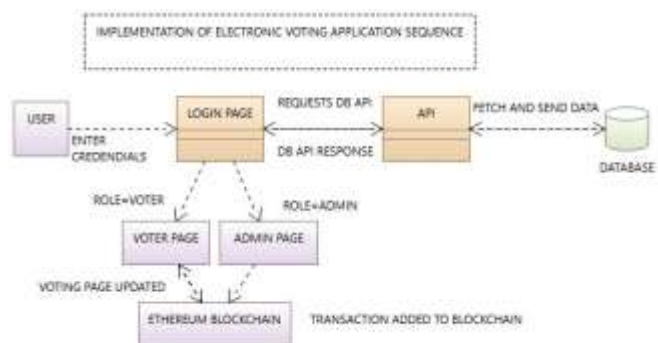 IMPLEMENTATION OF ELECTRONIC VOTING APPLICATION SEQUENCE
USER
LOGIN PAGE
REQUESTS DB API
API
FETCH AND SEND DATA
ENTER
CREDENDIALS
DB API RESPONSE
DATABASE
ROLE=VOTER
ROLE=ADMIN
VOTER PAGE
ADMIN PAGE
VOTING PAGE UPDATED
ETHEREUM BLOCKCHAIN
TRANSACTION ADDED TO BLOCKCHAIN